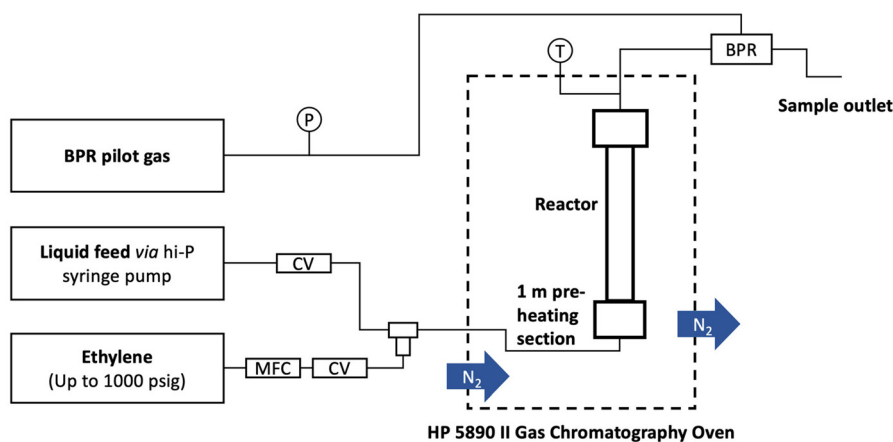 T
BPR
Sample outlet
P
BPR pilot gas
Reactor
Liquid feed via hi-P
syringe pump
CV
1 m pre-
heating
section
N2
Ethylene
(Up to 1000 psig)
MFC
CV
N2
HP 5890 II Gas Chromatography Oven